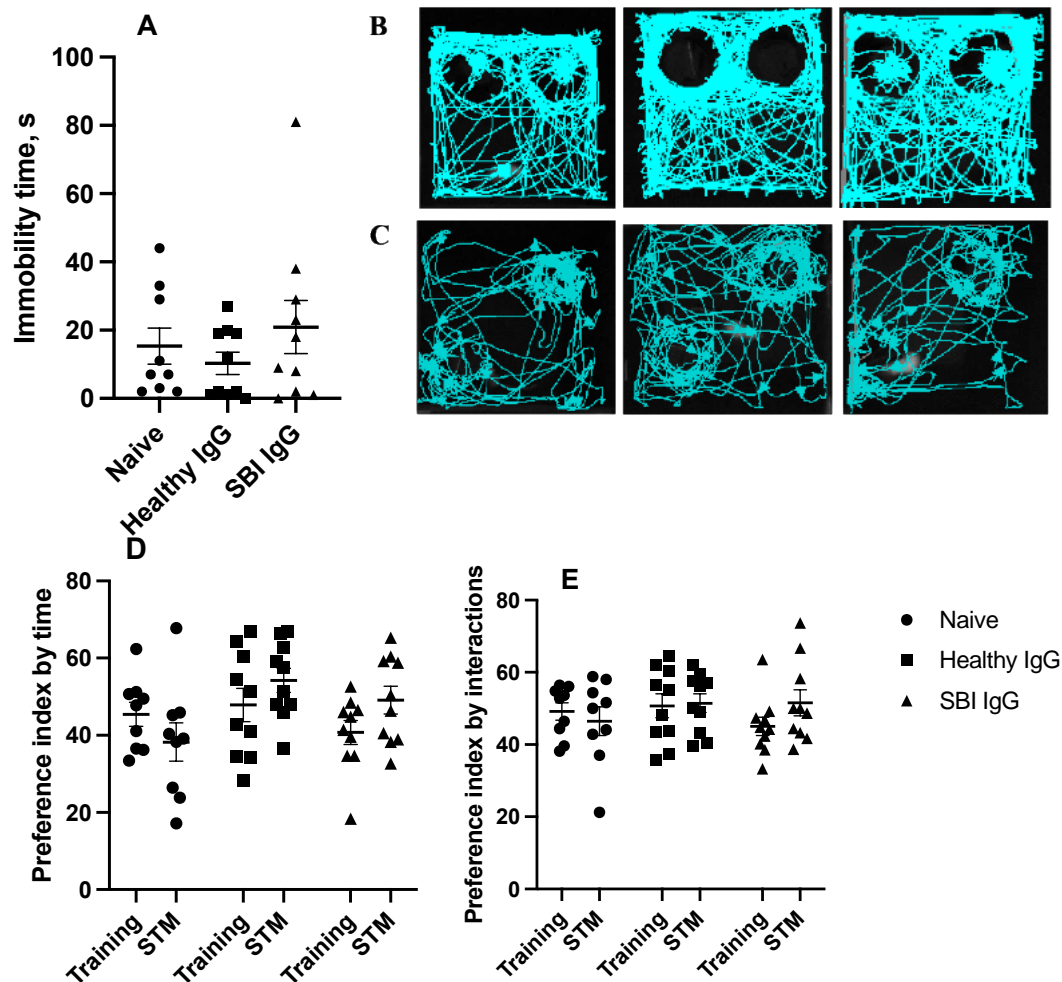 A
Immobility time, s
100
80
60
40
20
0
Naive
Healthy IgG
SBI IgG
B
C
D
Preference index by time
80
60
40
20
0
Training
STM
Training
STM
Training
STM
E
Preference index by interactions
80
60
40
20
0
Training
STM
Training
STM
Training
STM
Naive
Healthy IgG
SBI IgG